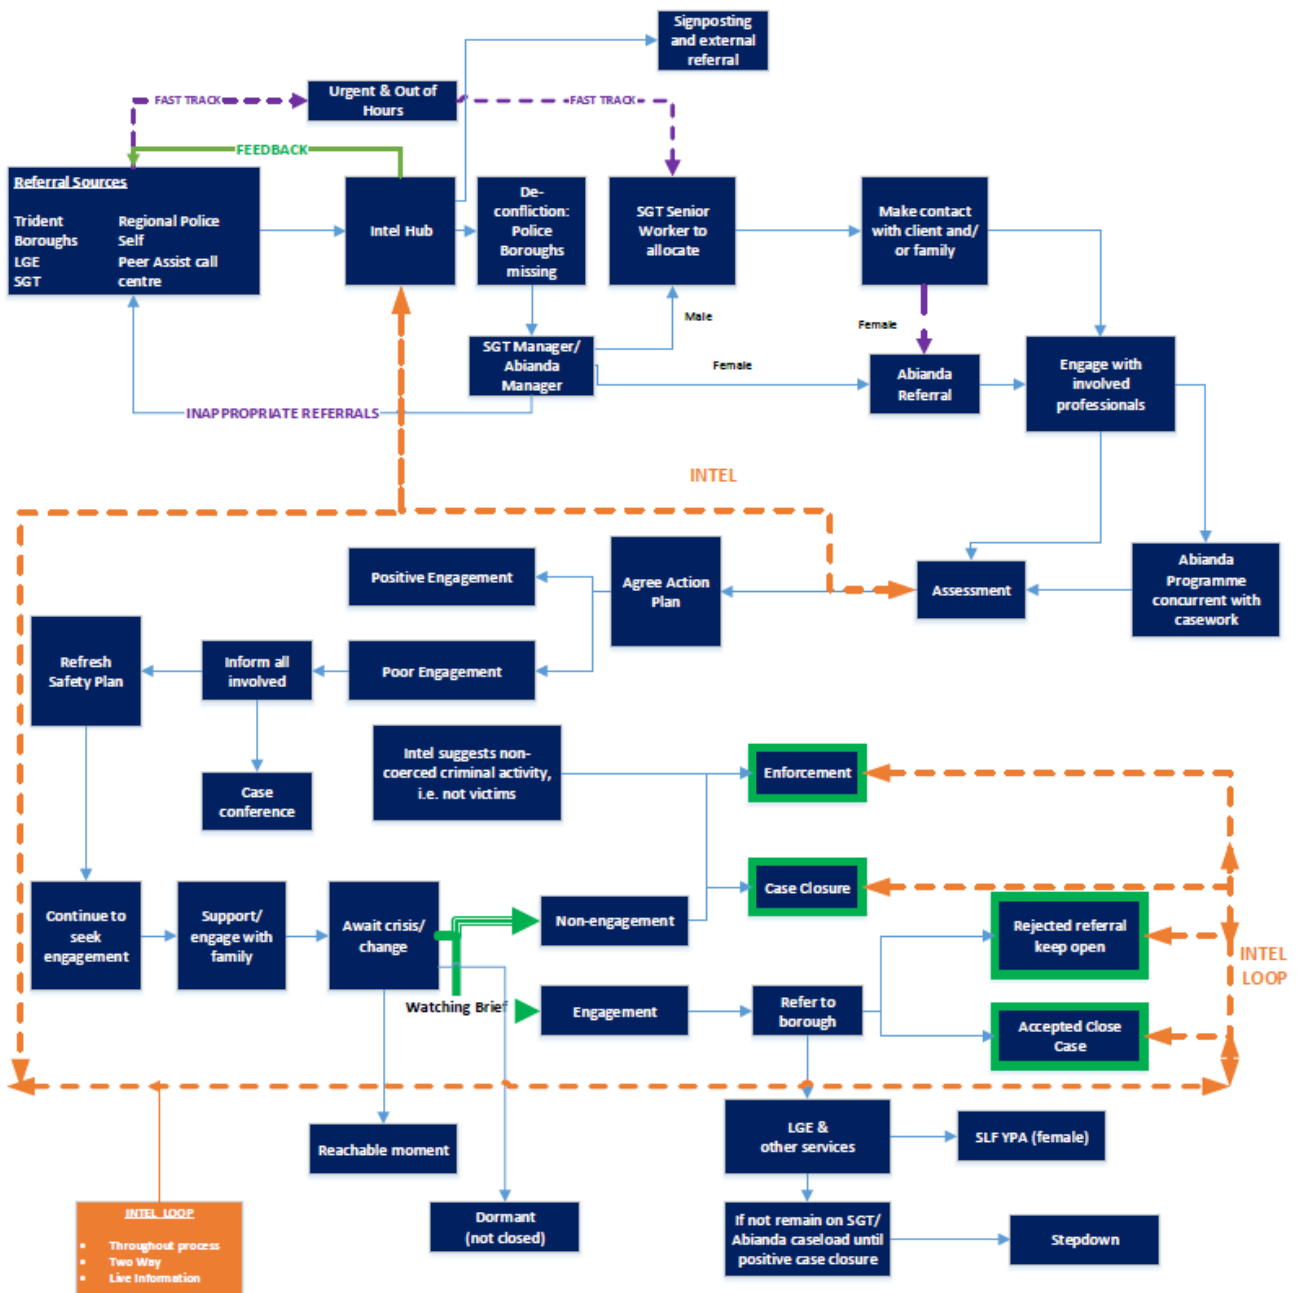 Signposting
and external
referral
FAST TRACK
Urgent & Out of
Hours
FAST TRACK
FEEDBACK
Referral Sources
Trident
Boroughs
LGE
SGT
Regional Police
Self
Peer Assist call
centre
Intel Hub
De-
confliction:
Police
Boroughs
missing
SGT Senior
Worker to
allocate
Make contact
with client and/
or family
Male
Female
SGT Manager/
Abianda
Manager
Female
Abianda
Referral
Engage with
involved
professionals
INAPPROPRIATE REFERRALS
INTEL
Positive Engagement
Agree Action
Plan
Assessment
Abianda
Programme
concurrent with
casework
Refresh
Safety Plan
Inform all
involved
Poor Engagement
Intel suggests non-
coerced criminal activity,
i.e. not victims
Enforcement
Case
conference
Case Closure
Continue to
seek
engagement
Support/
engage with
family
Await crisis/
change
Non-engagement
Rejected referral
keep open
INTEL
LOOP
Watching Brief
Engagement
Refer to
borough
Accepted Close
Case
Reachable moment
LGE &
other services
SLF YPA (female)
INTEL LOOP
• Throughout process
• Two Way
• Live Information
Dormant
(not closed)
If not remain on SGT/
Abianda caseload until
positive case closure
Stepdown